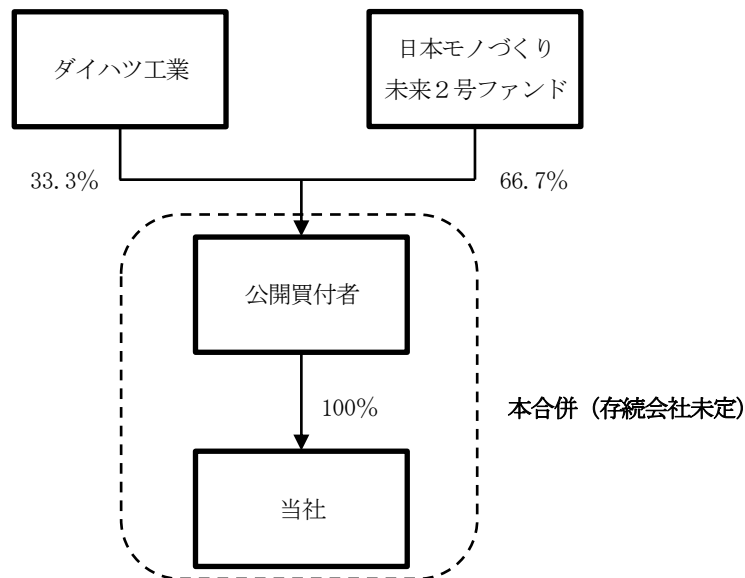 ダイハツ工業
日本モノづくり
未来２号ファンド
33.3%
66.7%
公開買付者
100%
本合併（存続会社未定）
当社